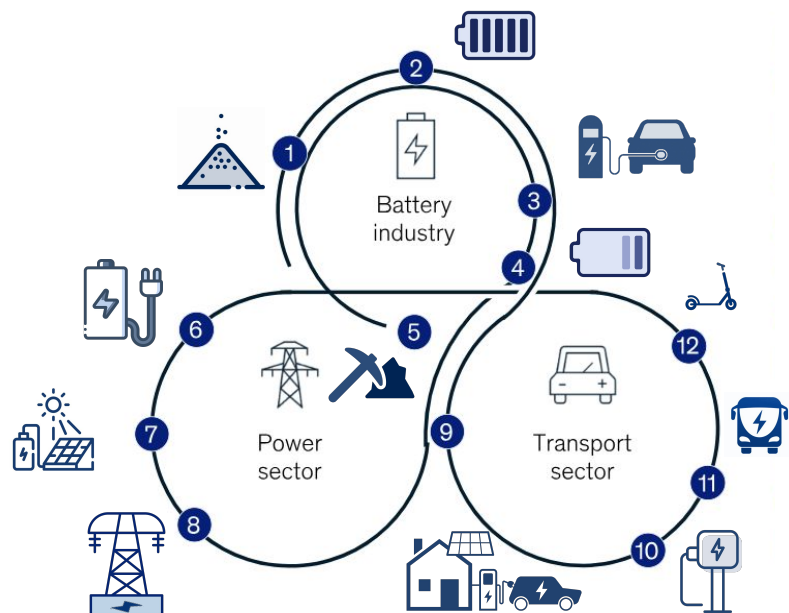 2
1
Battery
industry
3
4
6
5
12
7
Power
sector
9
Transport
sector
11
8
10